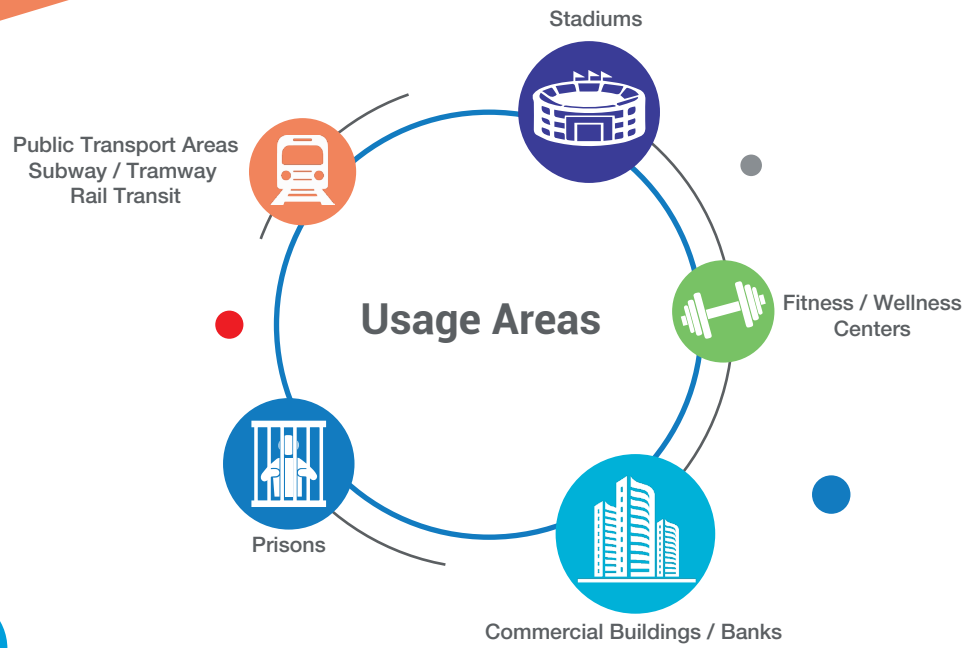 Stadiums
Public Transport Areas
Subway / Tramway
Rail Transit
Usage Areas
Fitness / Wellness
Centers
Prisons
Commercial Buildings / Banks